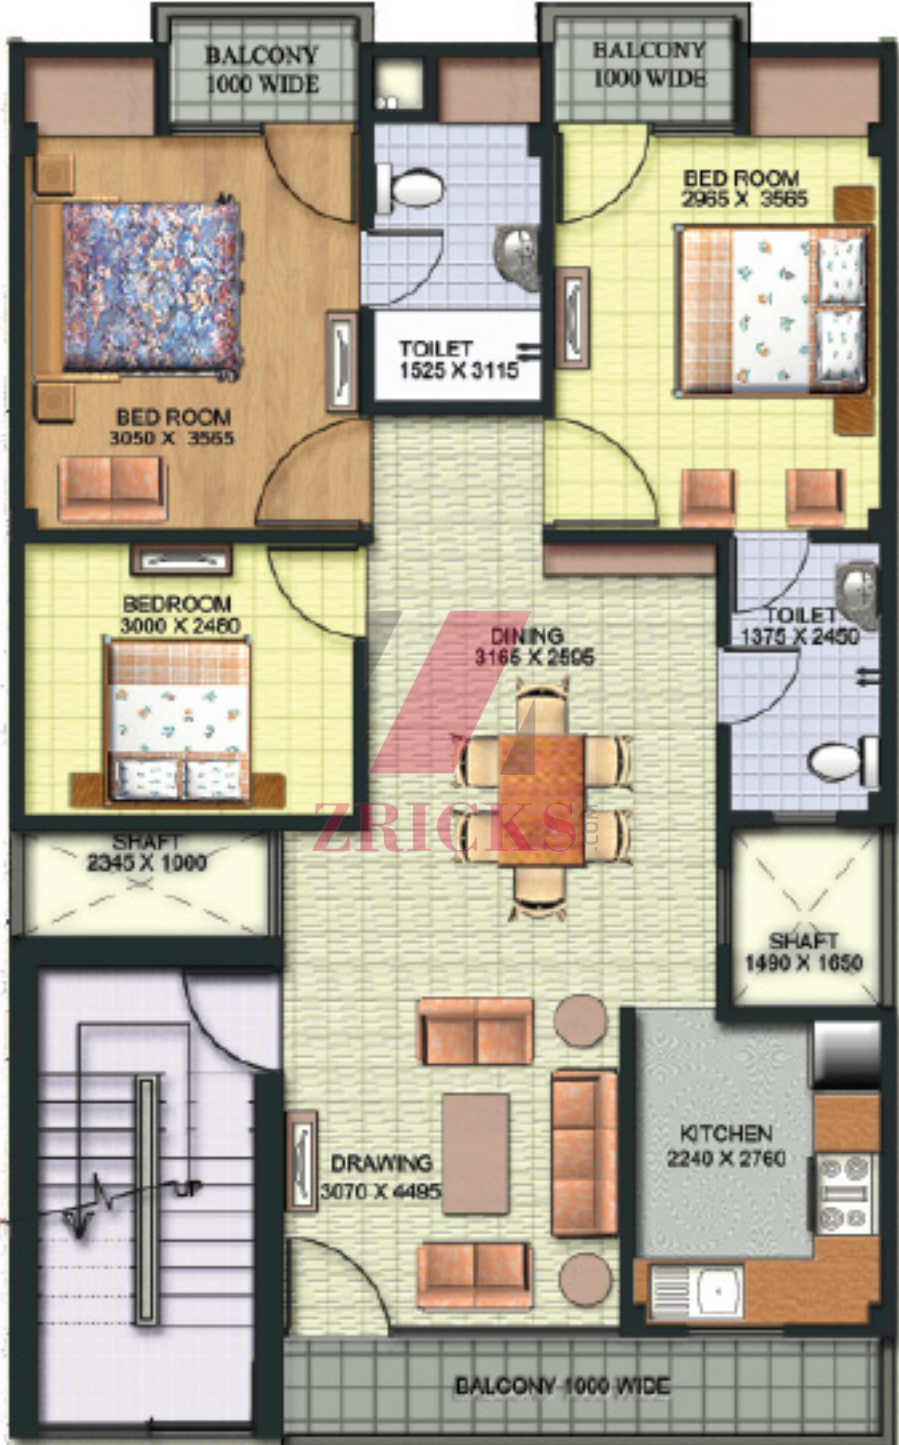 BALCONY
1000 WIDE
BALCONY
1000 WIDE
BED ROOM
2965 X 3565
TOILET
1525 X 3115
BED ROOM
3050 X 3565
BEDROOM
3000 X 2480
TOILET
1375 X 2450
DINING
3165 X 2595
ZRICKS
SHAFT
2345 X 1000
SHAFT
1490 X 1650
KITCHEN
2240 X 2760
DRAWING
3070 X 4495
UP
BALCONY 1000 WIDE